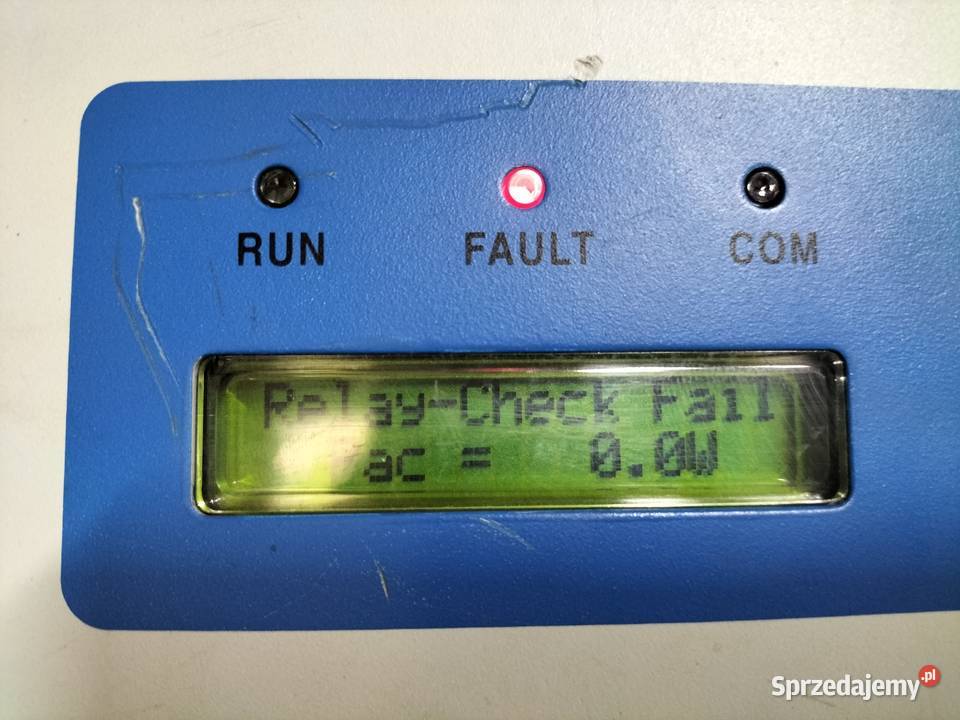 RUN FAULT COM
Relay-Check Fail
ac = 0.0W
Sprzedajemy.pl